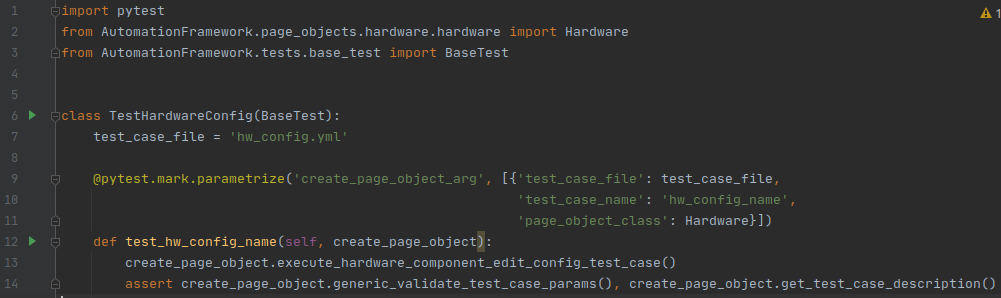 1 import pytest
2 from AutomationFramework.page_objects.hardware.hardware import Hardware
3 from AutomationFramework.tests.base_test import BaseTest
4
5
6 class TestHardwareConfig(BaseTest):
7     test_case_file = 'hw_config.yml'
8
9     @pytest.mark.parametrize('create_page_object_arg', [{'test_case_file': test_case_file,
10                                                          'test_case_name': 'hw_config_name',
11                                                          'page_object_class': Hardware}])
12     def test_hw_config_name(self, create_page_object):
13         create_page_object.execute_hardware_component_edit_config_test_case()
14         assert create_page_object.generic_validate_test_case_params(), create_page_object.get_test_case_description()
1